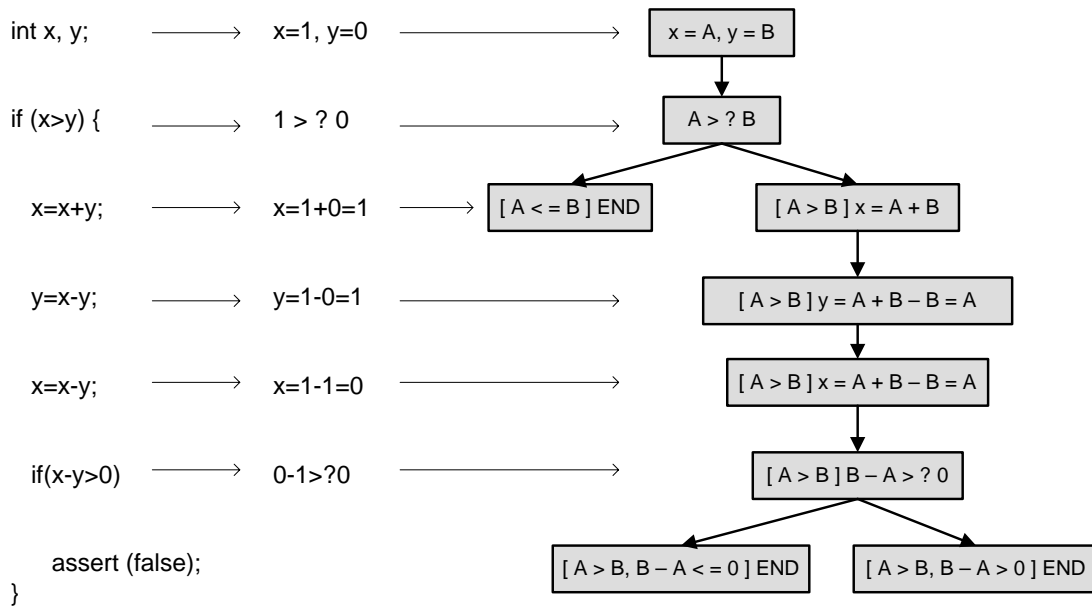 int x, y;
x=1, y=0
x = A, y = B
if (x>y) {
1 > ? 0
A > ? B
x=x+y;
x=1+0=1
[ A < = B ] END
[ A > B ] x = A + B
y=x-y;
y=1-0=1
[ A > B ] y = A + B – B = A
x=x-y;
x=1-1=0
[ A > B ] x = A + B – B = A
if(x-y>0)
0-1>?0
[ A > B ] B – A > ? 0
assert (false);
[ A > B, B – A < = 0 ] END
[ A > B, B – A > 0 ] END
}